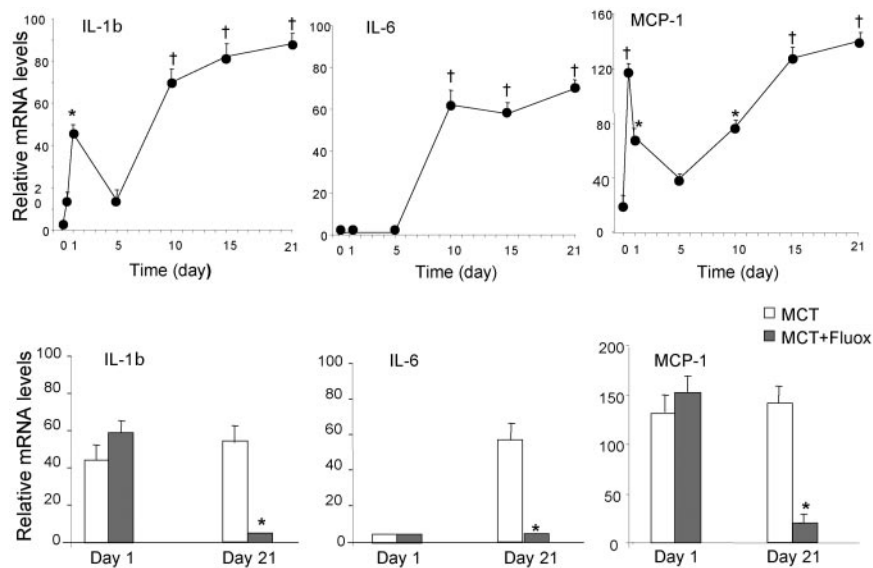 IL-1b
IL-6
MCP-1
Relative mRNA levels
100
80
60
40
2
0
0 1 5 10 15 21
Time (day)
*
†
†
†
100
80
60
40
20
0
0 1 5 10 15 21
Time (day)
†
†
†
160
120
80
40
0
0 1 5 10 15 21
Time (day)
†
*
*
†
†
MCT
MCT+Fluox
Relative mRNA levels
IL-1b
100
80
60
40
20
0
*
Day 1 Day 21
IL-6
100
80
60
40
20
0
*
Day 1 Day 21
MCP-1
200
150
100
50
0
*
Day 1 Day 21